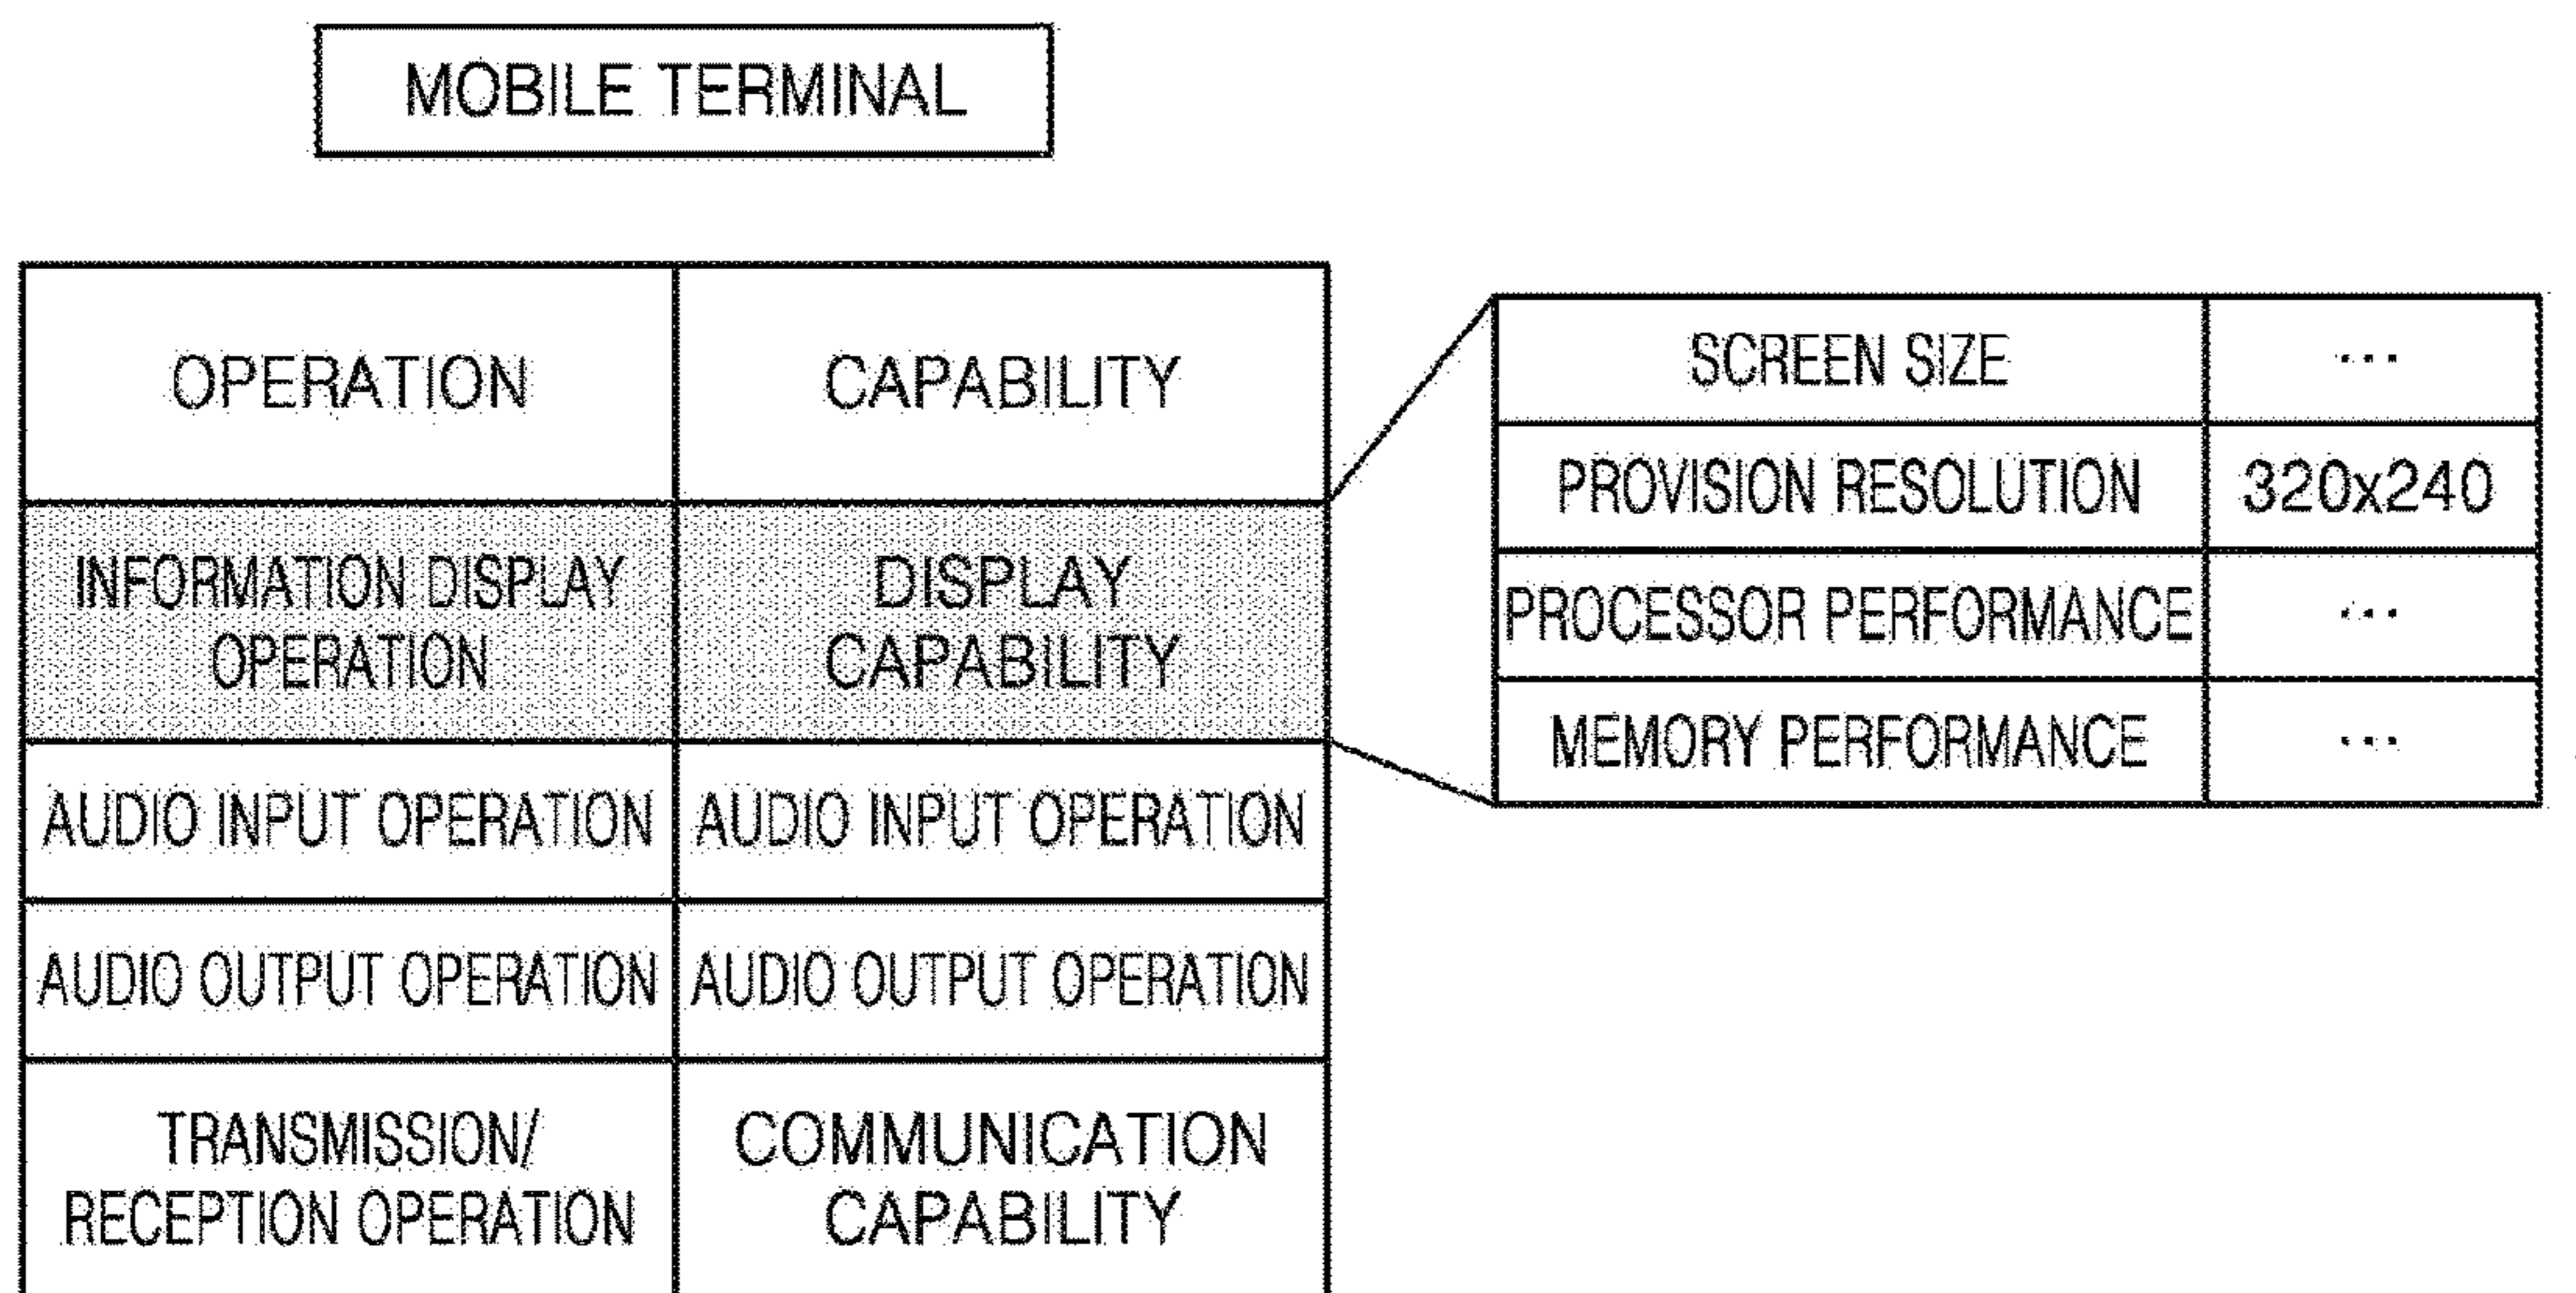 MOBILE TERMINAL
OPERATION CAPABILITY
INFORMATION DISPLAY
OPERATION
DISPLAY
CAPABILITY
AUDIO INPUT OPERATION AUDIO INPUT OPERATION
AUDIO OUTPUT OPERATION AUDIO OUTPUT OPERATION
TRANSMISSION/
RECEPTION OPERATION
COMMUNICATION
CAPABILITY
SCREEN SIZE ...
PROVISION RESOLUTION 320x240
PROCESSOR PERFORMANCE ...
MEMORY PERFORMANCE ...